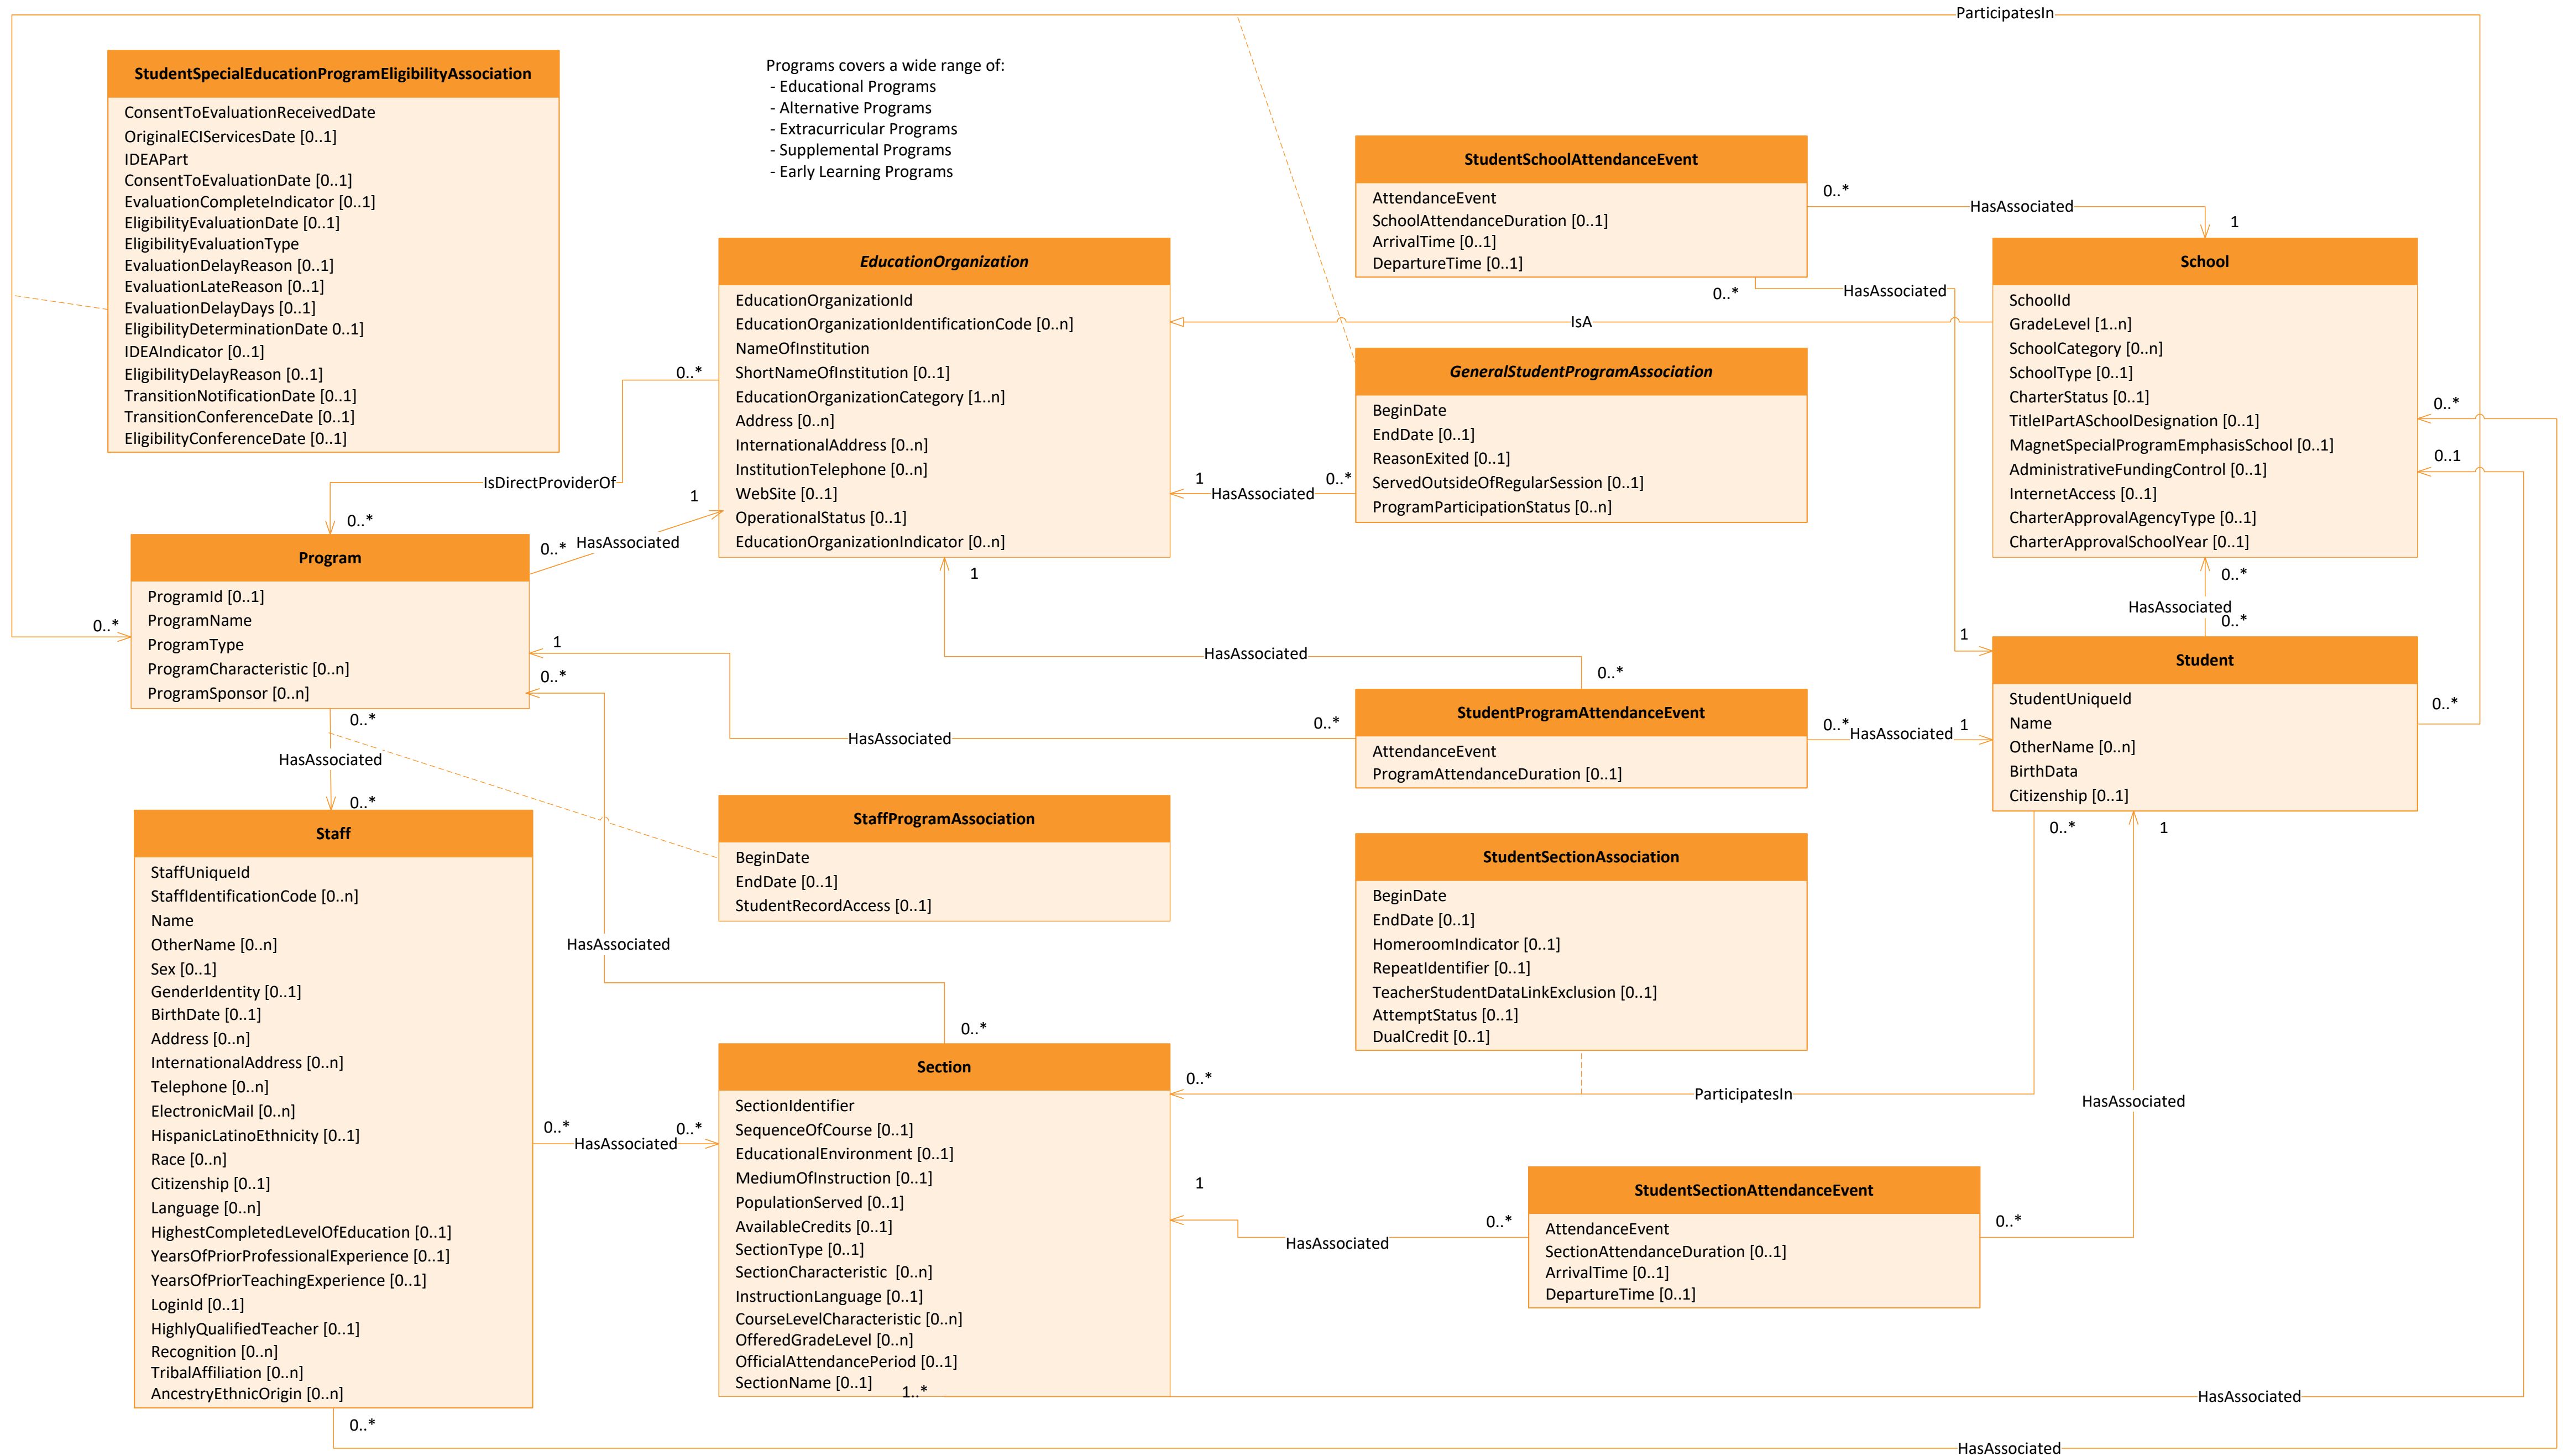 ParticipatesIn
StudentSpecialEducationProgramEligibilityAssociation
ConsentToEvaluationReceivedDate
OriginalECIServicesDate [0..1]
IDEAPart
ConsentToEvaluationDate [0..1]
EvaluationCompleteIndicator [0..1]
EligibilityEvaluationDate [0..1]
EligibilityEvaluationType
EvaluationDelayReason [0..1]
EvaluationLateReason [0..1]
EvaluationDelayDays [0..1]
EligibilityDeterminationDate 0..1]
IDEAIndicator [0..1]
EligibilityDelayReason [0..1]
TransitionNotificationDate [0..1]
TransitionConferenceDate [0..1]
EligibilityConferenceDate [0..1]
Programs covers a wide range of:
- Educational Programs
- Alternative Programs
- Extracurricular Programs
- Supplemental Programs
- Early Learning Programs
StudentSchoolAttendanceEvent
AttendanceEvent
SchoolAttendanceDuration [0..1]
ArrivalTime [0..1]
DepartureTime [0..1]
0..*
HasAssociated
1
0..*
HasAssociated
1
EducationOrganization
EducationOrganizationId
EducationOrganizationIdentificationCode [0..n]
NameOfInstitution
ShortNameOfInstitution [0..1]
EducationOrganizationCategory [1..n]
Address [0..n]
InternationalAddress [0..n]
InstitutionTelephone [0..n]
WebSite [0..1]
OperationalStatus [0..1]
EducationOrganizationIndicator [0..n]
IsA
School
SchoolId
GradeLevel [1..n]
SchoolCategory [0..n]
SchoolType [0..1]
CharterStatus [0..1]
TitleIPartASchoolDesignation [0..1]
MagnetSpecialProgramEmphasisSchool [0..1]
AdministrativeFundingControl [0..1]
InternetAccess [0..1]
CharterApprovalAgencyType [0..1]
CharterApprovalSchoolYear [0..1]
0..*
0..1
GeneralStudentProgramAssociation
BeginDate
EndDate [0..1]
ReasonExited [0..1]
ServedOutsideOfRegularSession [0..1]
ProgramParticipationStatus [0..n]
1
HasAssociated
0..*
0..*
IsDirectProviderOf
0..*
1
HasAssociated
0..*
Program
ProgramId [0..1]
ProgramName
ProgramType
ProgramCharacteristic [0..n]
ProgramSponsor [0..n]
0..*
1
0..*
1
HasAssociated
0..*
0..*
HasAssociated
0..*
Student
StudentUniqueId
Name
OtherName [0..n]
BirthData
Citizenship [0..1]
0..*
StudentProgramAttendanceEvent
AttendanceEvent
ProgramAttendanceDuration [0..1]
0..*
HasAssociated
0..*
HasAssociated
1
0..*
HasAssociated
0..*
StaffProgramAssociation
BeginDate
EndDate [0..1]
StudentRecordAccess [0..1]
Staff
StaffUniqueId
StaffIdentificationCode [0..n]
Name
OtherName [0..n]
Sex [0..1]
GenderIdentity [0..1]
BirthDate [0..1]
Address [0..n]
InternationalAddress [0..n]
Telephone [0..n]
ElectronicMail [0..n]
HispanicLatinoEthnicity [0..1]
Race [0..n]
Citizenship [0..1]
Language [0..n]
HighestCompletedLevelOfEducation [0..1]
YearsOfPriorProfessionalExperience [0..1]
YearsOfPriorTeachingExperience [0..1]
LoginId [0..1]
HighlyQualifiedTeacher [0..1]
Recognition [0..n]
TribalAffiliation [0..n]
AncestryEthnicOrigin [0..n]
0..*
StudentSectionAssociation
BeginDate
EndDate [0..1]
HomeroomIndicator [0..1]
RepeatIdentifier [0..1]
TeacherStudentDataLinkExclusion [0..1]
AttemptStatus [0..1]
DualCredit [0..1]
0..*
1
HasAssociated
0..*
Section
SectionIdentifier
SequenceOfCourse [0..1]
EducationalEnvironment [0..1]
MediumOfInstruction [0..1]
PopulationServed [0..1]
AvailableCredits [0..1]
SectionType [0..1]
SectionCharacteristic [0..n]
InstructionLanguage [0..1]
CourseLevelCharacteristic [0..n]
OfferedGradeLevel [0..n]
OfficialAttendancePeriod [0..1]
SectionName [0..1]
1..*
0..*
HasAssociated
0..*
0..*
ParticipatesIn
HasAssociated
1
HasAssociated
0..*
StudentSectionAttendanceEvent
AttendanceEvent
SectionAttendanceDuration [0..1]
ArrivalTime [0..1]
DepartureTime [0..1]
0..*
HasAssociated
HasAssociated